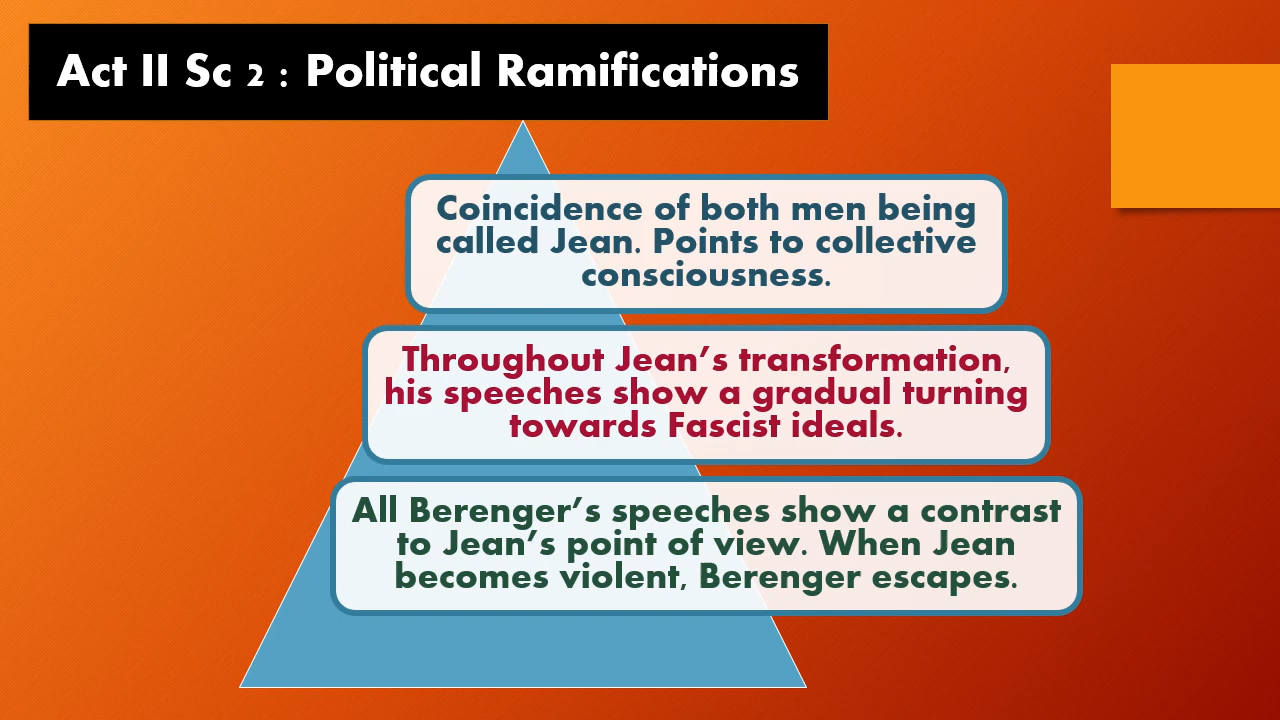 Act II Sc 2 : Political Ramifications
Coincidence of both men being
called Jean. Points to collective
consciousness.
Throughout Jean’s transformation,
his speeches show a gradual turning
towards Fascist ideals.
All Berenger’s speeches show a contrast
to Jean’s point of view. When Jean
becomes violent, Berenger escapes.